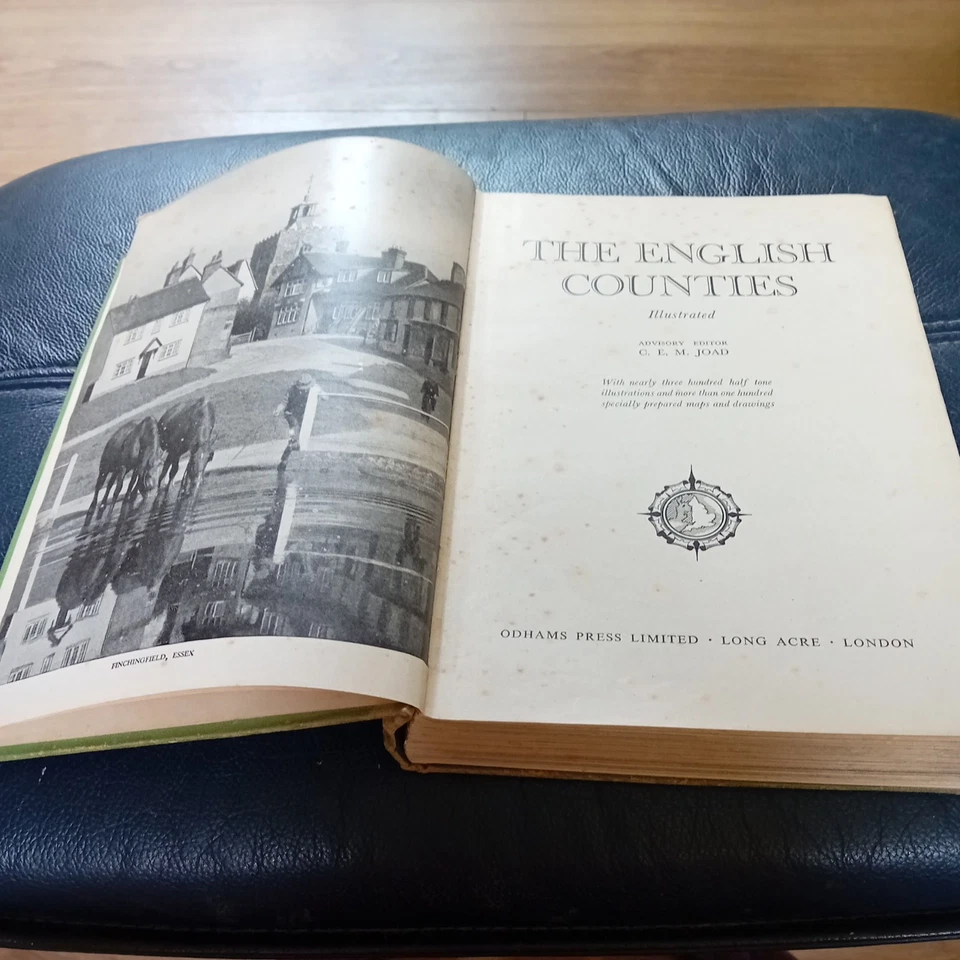 FINCHINGFIELD, ESSEX
THE ENGLISH
COUNTIES
Illustrated
ADVISORY EDITOR
C. E. M. JOAD
With nearly three hundred half tone
illustrations and more than one hundred
specially prepared maps and drawings
ODHAMS PRESS LIMITED · LONG ACRE · LONDON